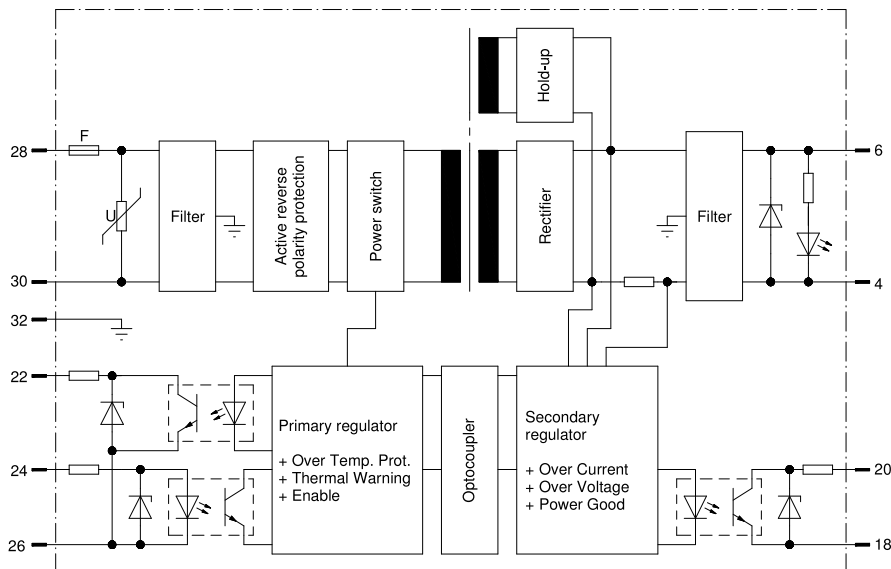 Hold-up
F
28
6
U
Filter
Active reverse
polarity protection
Power switch
Rectifier
Filter
30
4
32
22
Primary regulator
+ Over Temp. Prot.
+ Thermal Warning
+ Enable
Optocoupler
Secondary
regulator
+ Over Current
+ Over Voltage
+ Power Good
24
20
26
18